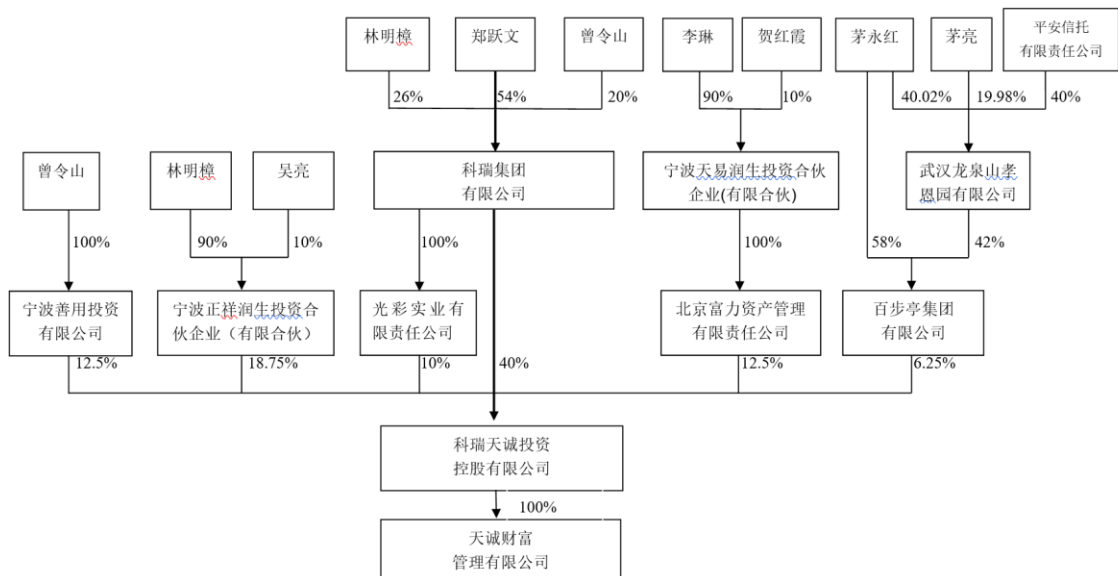 林明樟
郑跃文
曾令山
李琳
贺红霞
茅永红
茅亮
平安信托
有限责任公司
26%
54%
20%
90%
10%
40.02%
19.98%
40%
曾令山
林明樟
吴亮
科瑞集团
有限公司
宁波天易润生投资合伙
企业(有限合伙)
武汉龙泉山孝
恩园有限公司
100%
90%
10%
100%
100%
58%
42%
宁波善用投资
有限公司
宁波正祥润生投资合
伙企业（有限合伙）
光彩实业有
限责任公司
北京富力资产管理
有限责任公司
百步亭集团
有限公司
12.5%
18.75%
10%
40%
12.5%
6.25%
科瑞天诚投资
控股有限公司
100%
天诚财富
管理有限公司